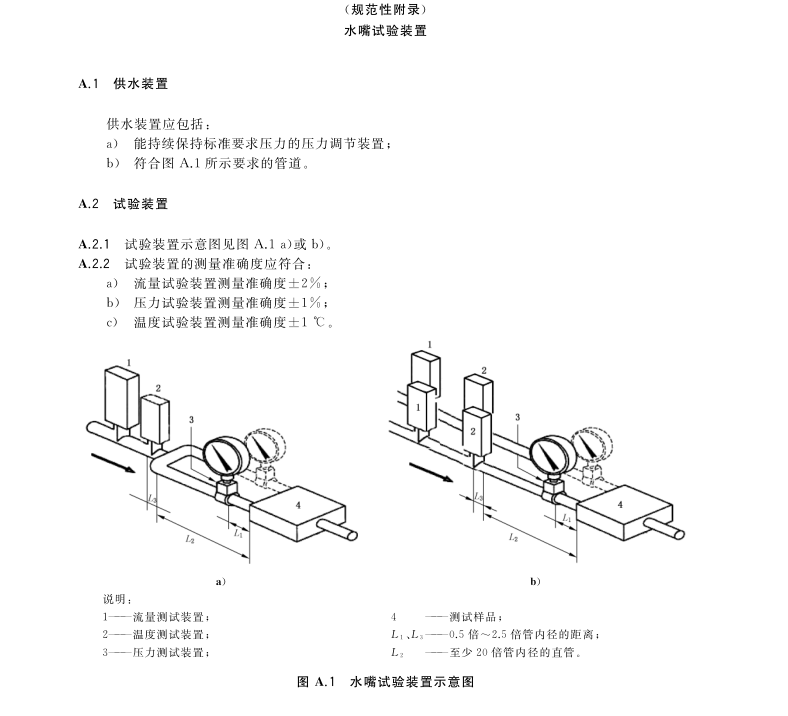 （规范性附录）
水嘴试验装置
A.1 供水装置
供水装置应包括：
a） 能持续保持标准要求压力的压力调节装置；
b） 符合图 A.1 所示要求的管道。
A.2 试验装置
A.2.1 试验装置示意图见图 A.1 a）或 b）。
A.2.2 试验装置的测量准确度应符合：
a） 流量试验装置测量准确度±2%；
b） 压力试验装置测量准确度±1%；
c） 温度试验装置测量准确度±1 ℃。
1
2
3
4
L₃
L₁
L₂
a）
1
2
1
2
3
4
L₃
L₁
L₂
b）
说明：
1——流量测试装置；
2——温度测试装置；
3——压力测试装置；
4 ——测试样品；
L₁、L₃——0.5 倍～2.5 倍管内径的距离；
L₂ ——至少 20 倍管内径的直管。
图 A.1 水嘴试验装置示意图